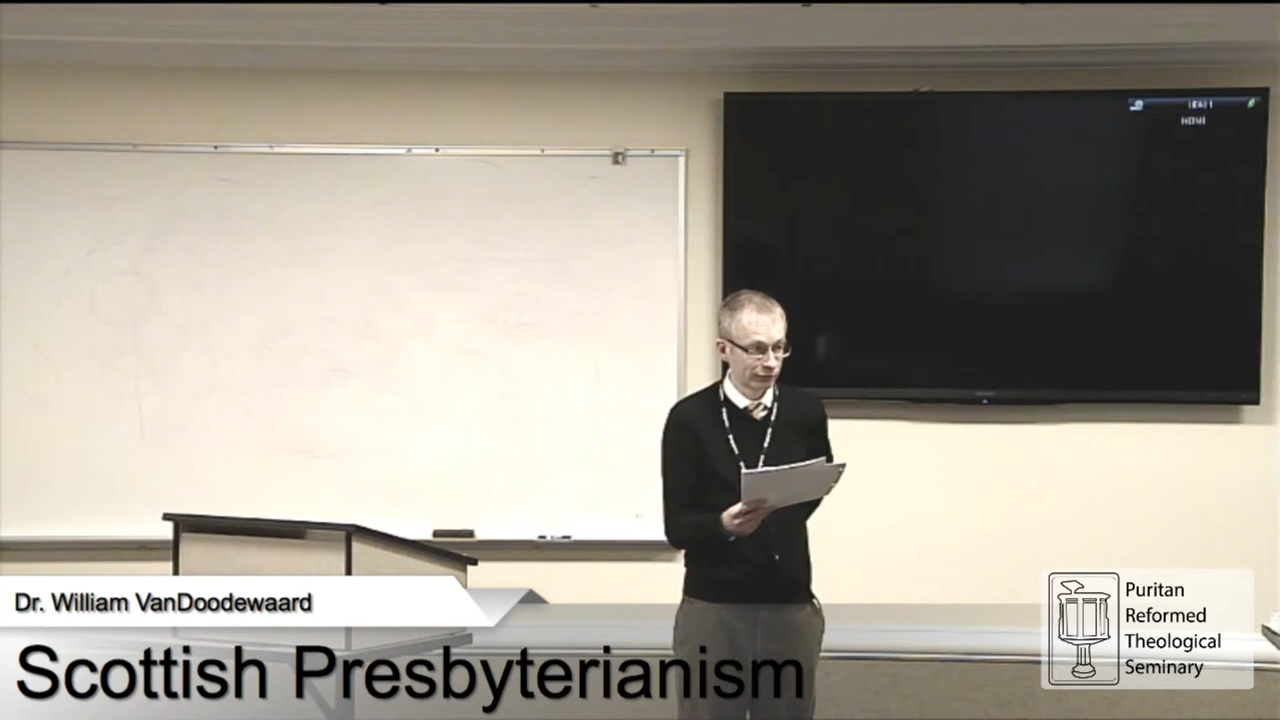 HDMI
Dr. William VanDoodewaard
Scottish Presbyterianism
Puritan
Reformed
Theological
Seminary